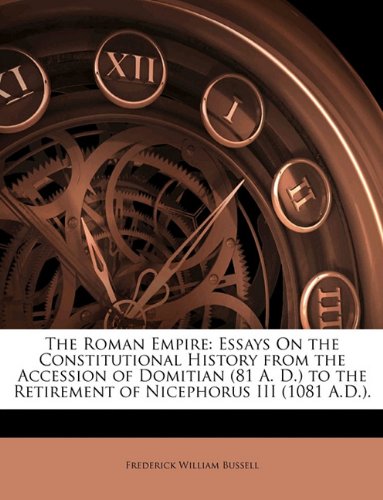 XI
XII
I
II
III
THE ROMAN EMPIRE: ESSAYS ON THE
CONSTITUTIONAL HISTORY FROM THE
ACCESSION OF DOMITIAN (81 A. D.) TO THE
RETIREMENT OF NICEPHORUS III (1081 A.D.).
FREDERICK WILLIAM BUSSELL